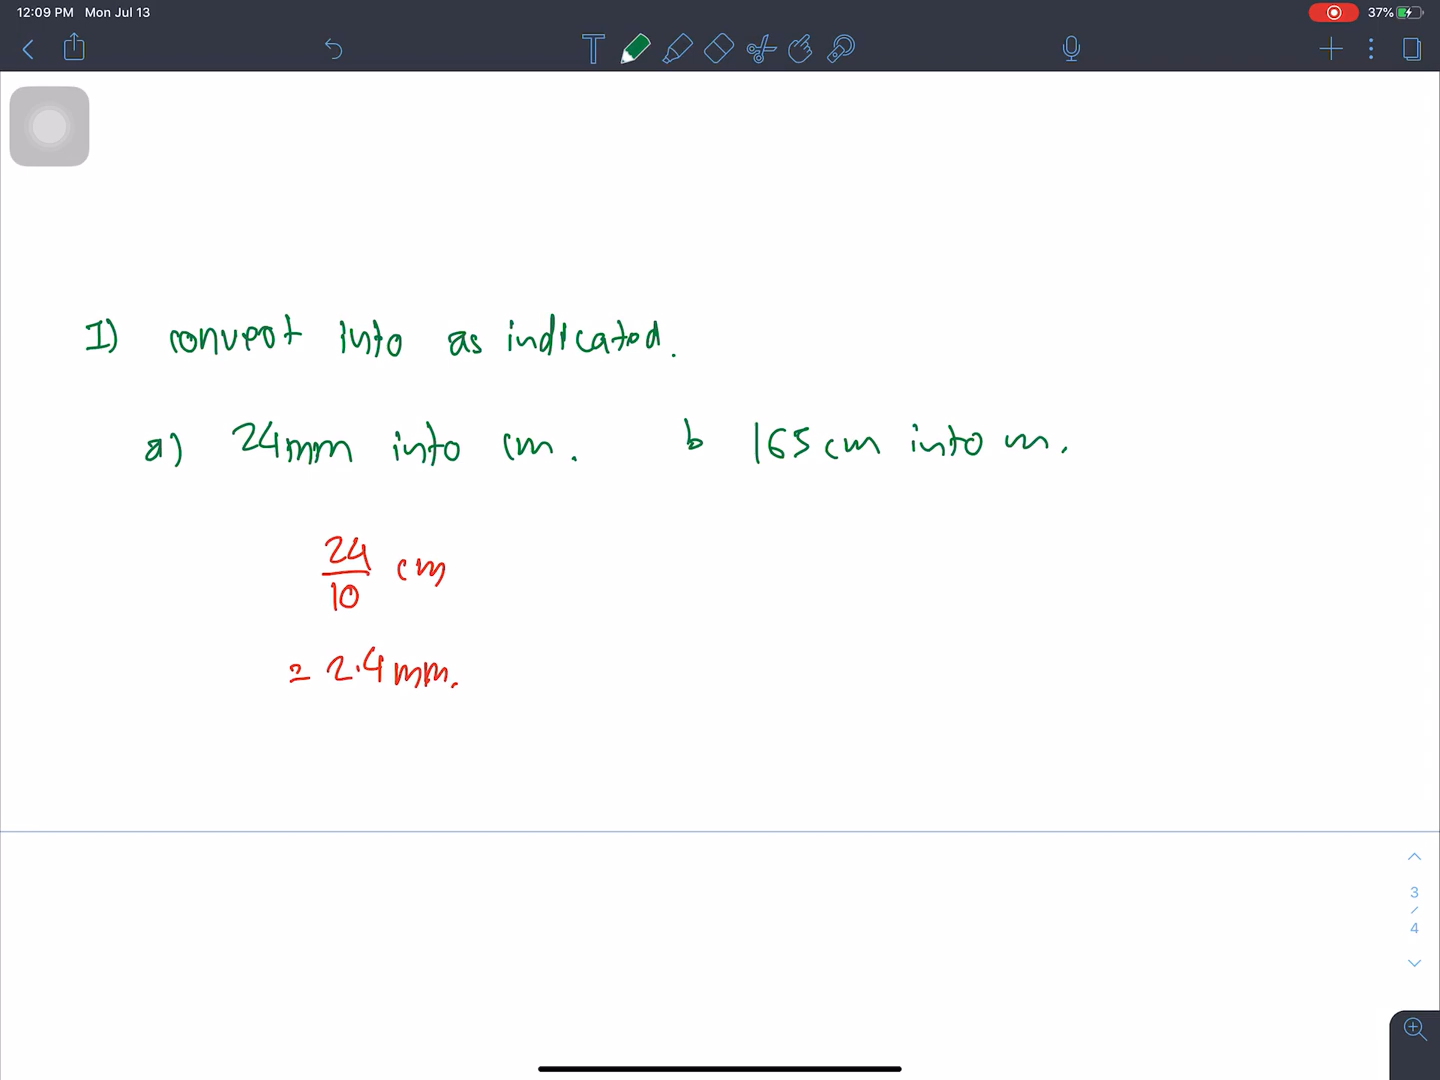 12:09 PM Mon Jul 13
37%
I) convert into as indicated.
a) 24mm into cm. b 165cm into m.
24
10 cm
= 2.4mm.
3
/
4